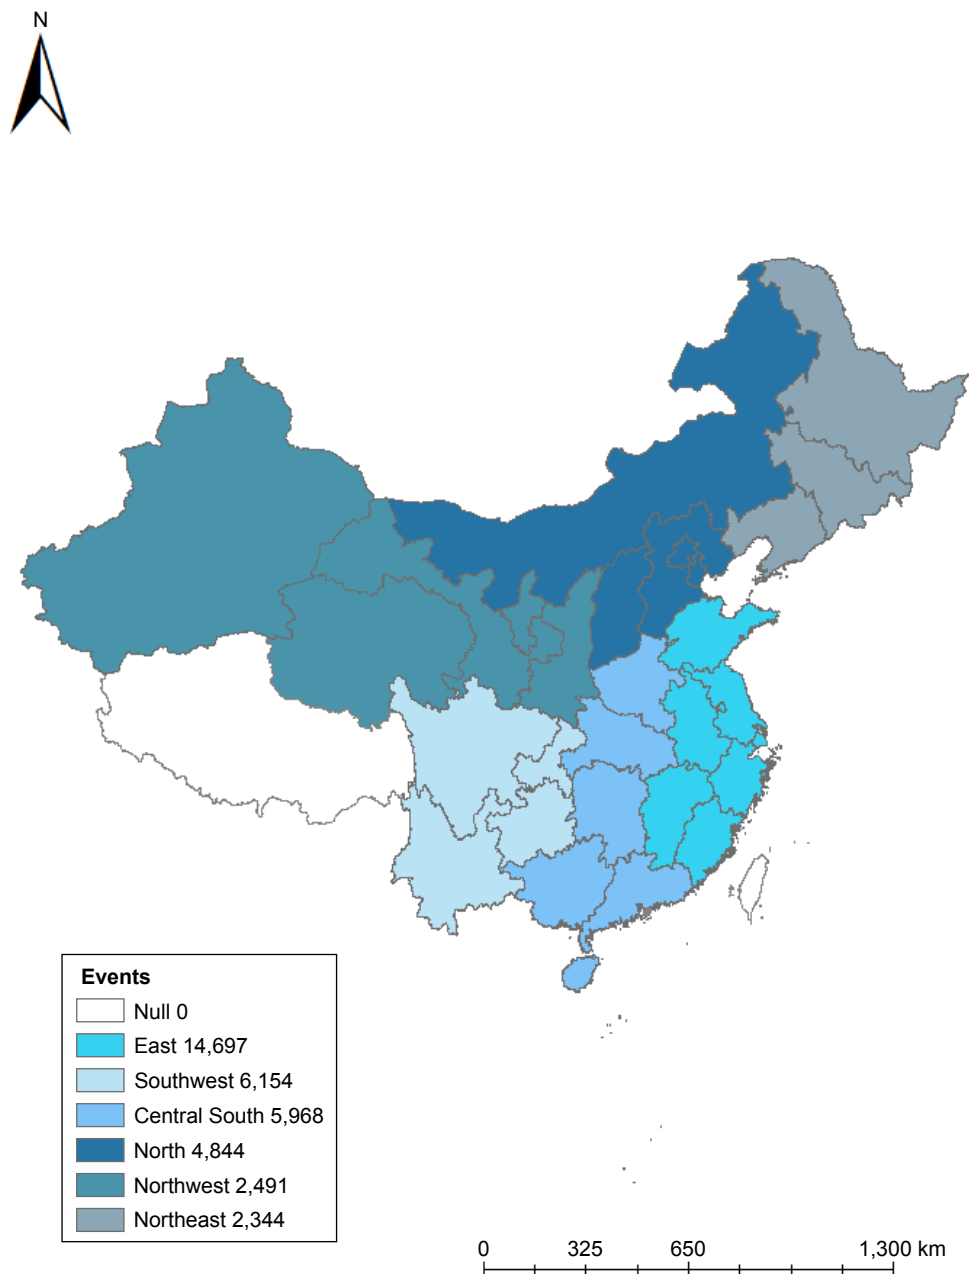 N
Events
Null 0
East 14,697
Southwest 6,154
Central South 5,968
North 4,844
Northwest 2,491
Northeast 2,344
0 325 650 1,300 km